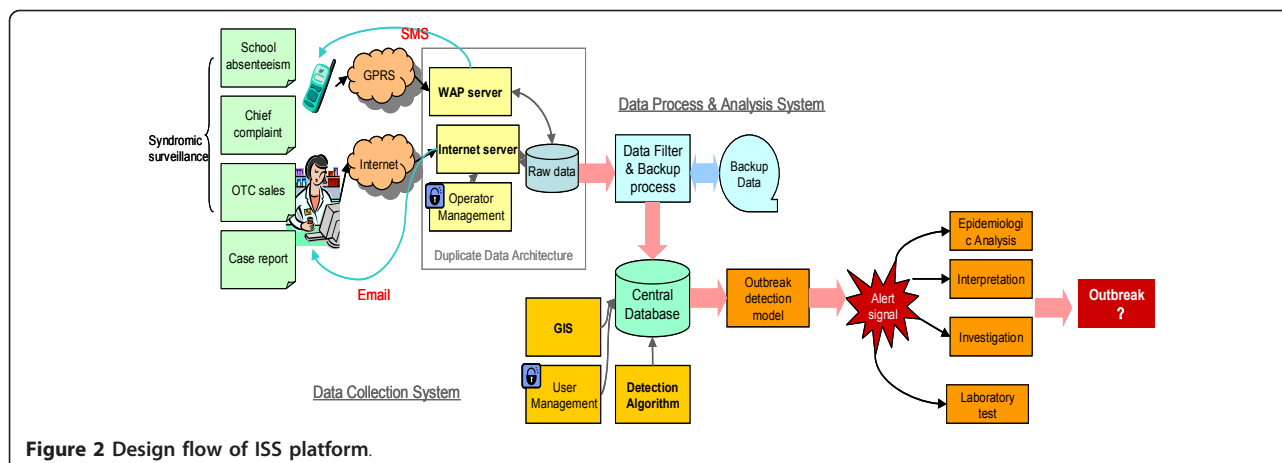 School
absenteeism
Chief
complaint
Syndromic
surveillance
OTC sales
Case report
SMS
GPRS
Internet
Email
WAP server
Internet server
Operator
Management
Raw data
Duplicate Data Architecture
Data Process & Analysis System
Data Filter
& Backup
process
Backup
Data
Central
Database
GIS
User
Management
Detection
Algorithm
Data Collection System
Outbreak
detection
model
Alert
signal
Epidemiologi
c Analysis
Interpretation
Investigation
Laboratory
test
Outbreak
?
Figure 2 Design flow of ISS platform.